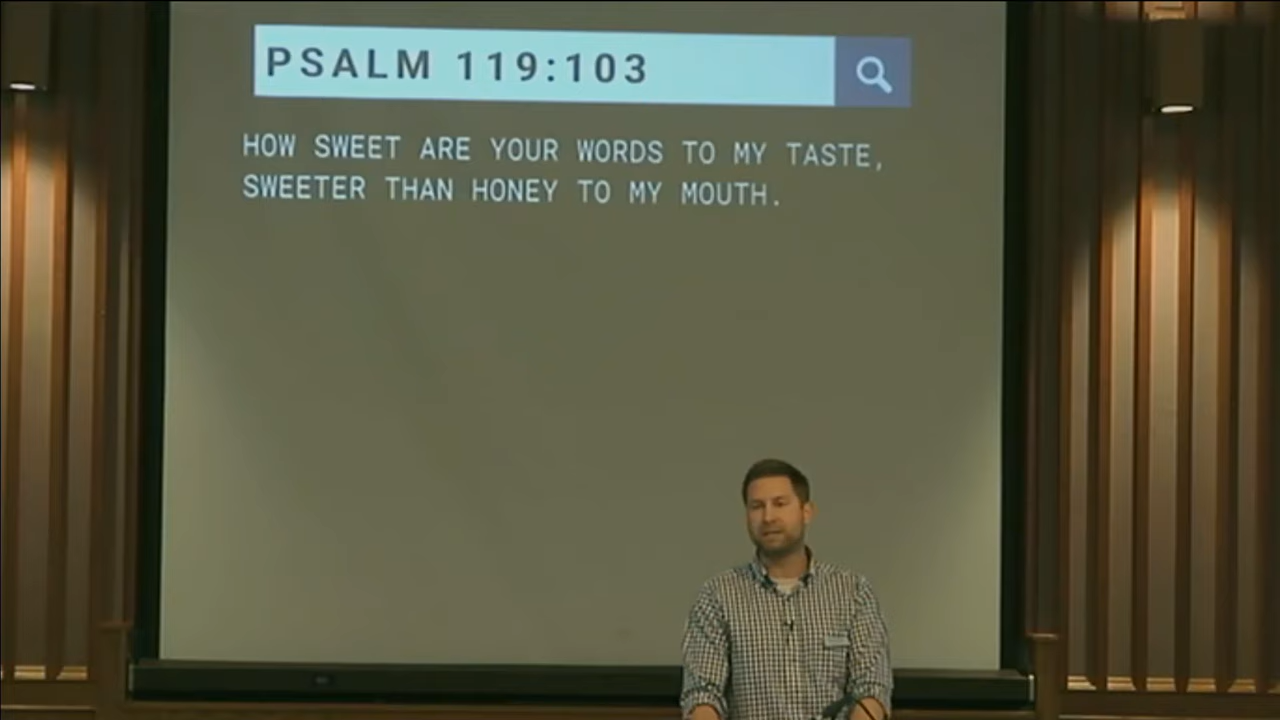 PSALM 119:103
HOW SWEET ARE YOUR WORDS TO MY TASTE,
SWEETER THAN HONEY TO MY MOUTH.